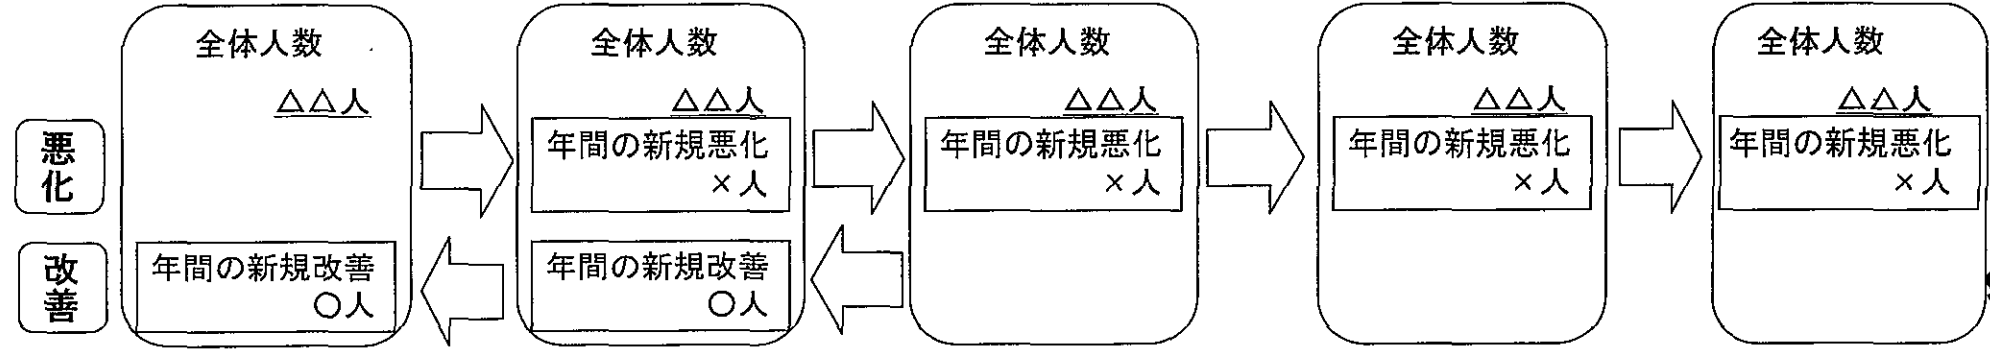 全体人数
△△人
年間の新規改善
○人
全体人数
△△人
年間の新規悪化
×人
年間の新規改善
○人
全体人数
△△人
年間の新規悪化
×人
全体人数
△△人
年間の新規悪化
×人
全体人数
△△人
年間の新規悪化
×人
悪化
改善